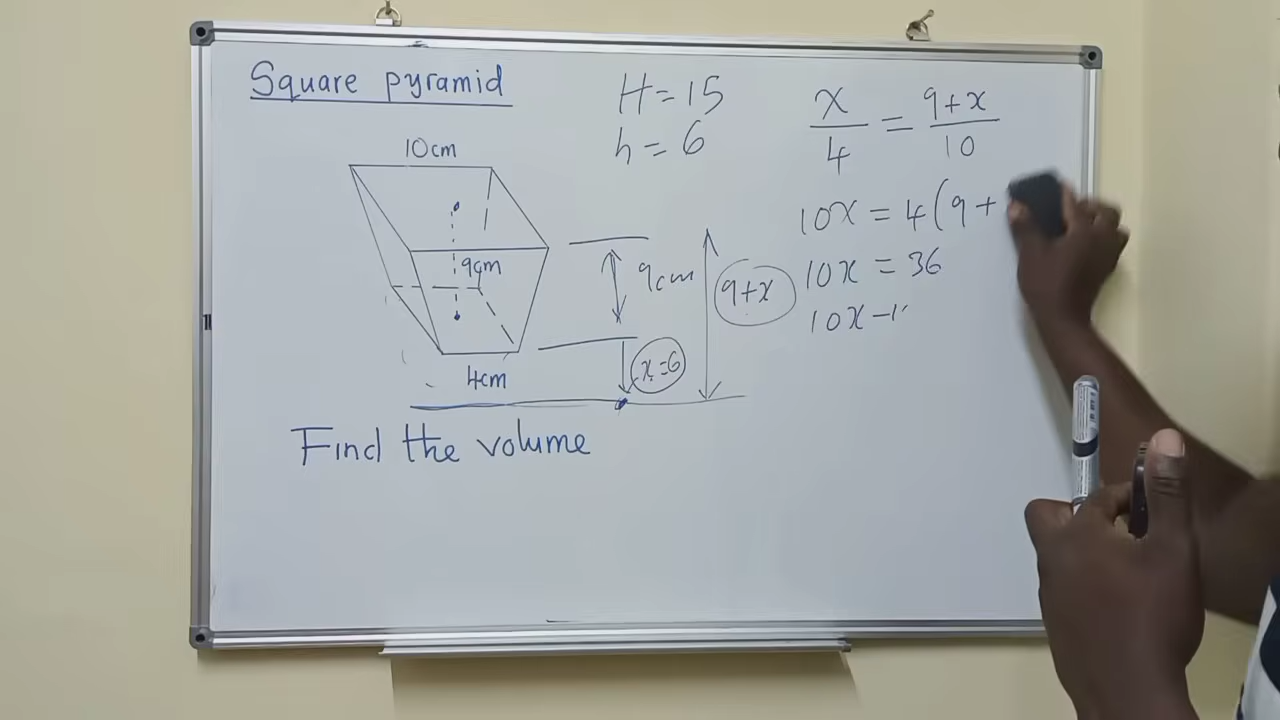 Square pyramid
H = 15
h = 6
10cm
9cm
4cm
9cm
x = 6
9+x
Find the volume
x/4 = 9+x/10
10x = 4(9+
10x = 36
10x -